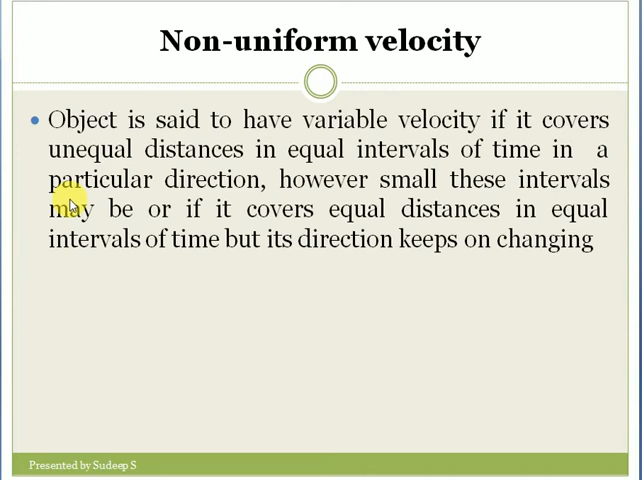 Non-uniform velocity
Object is said to have variable velocity if it covers
unequal distances in equal intervals of time in a
particular direction, however small these intervals
may be or if it covers equal distances in equal
intervals of time but its direction keeps on changing
Presented by Sudeep S